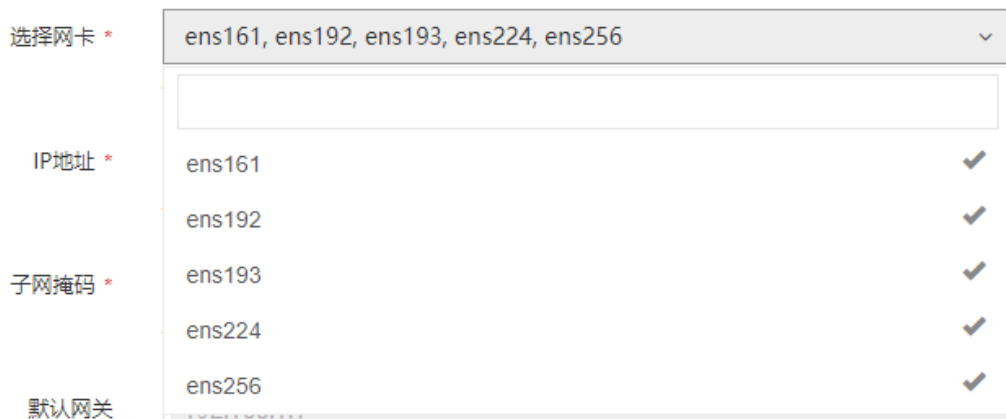 选择网卡 * ens161, ens192, ens193, ens224, ens256
IP地址 *
ens161
ens192
子网掩码 *
ens193
ens224
ens256
默认网关